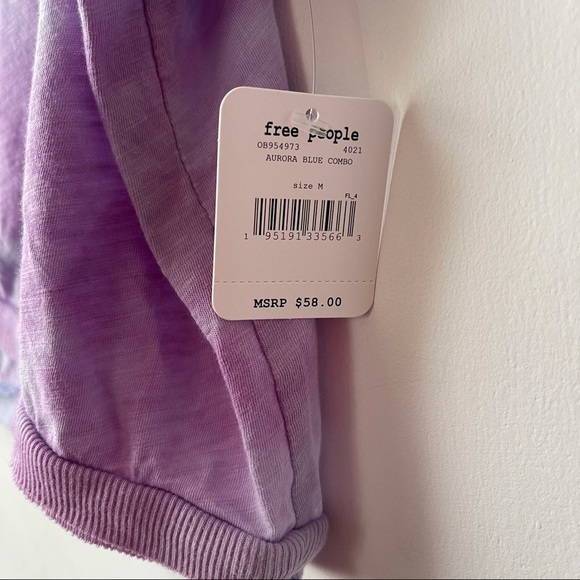 free people
OB954973 4021
AURORA BLUE COMBO
size M
FL_4
1 95191 33566 3
MSRP $58.00